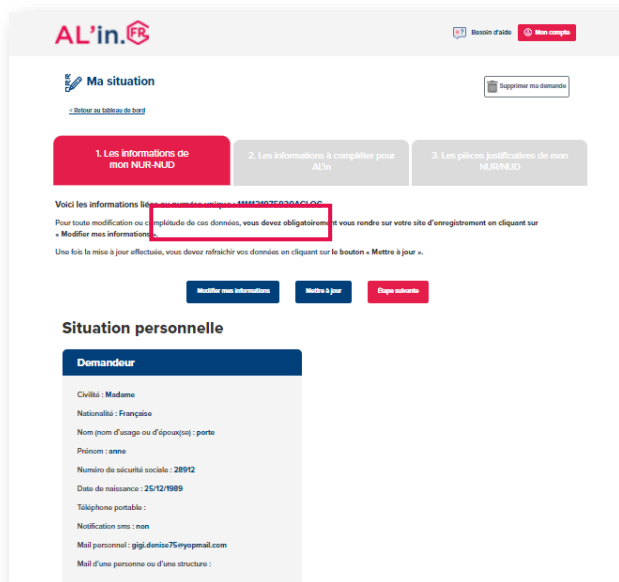 AL'in.FR
Besoin d'aide
Mon compte
Ma situation
Supprimer ma demande
< Retour au tableau de bord
1. Les informations de
mon NUR-NUD
2. Les informations à compléter pour
AL'in
3. Les pièces justificatives de mon
NUR/NUD
Voici les informations liées au numéro unique :
Pour toute modification ou complétude de ces données, vous devez obligatoirement vous rendre sur votre site d'enregistrement en cliquant sur
« Modifier mes informations ».
Une fois la mise à jour effectuée, vous devez rafraichir vos données en cliquant sur le bouton « Mettre à jour ».
Modifier mes informations
Mettre à jour
Étape suivante
Situation personnelle
Demandeur
Civilité : Madame
Nationalité : Française
Nom (nom d'usage ou d'époux(se) : porte
Prénom : anne
Numéro de sécurité sociale : 28912
Date de naissance : 25/12/1989
Téléphone portable :
Notification sms : non
Mail personnel : gigi.denise75@yopmail.com
Mail d'une personne ou d'une structure :